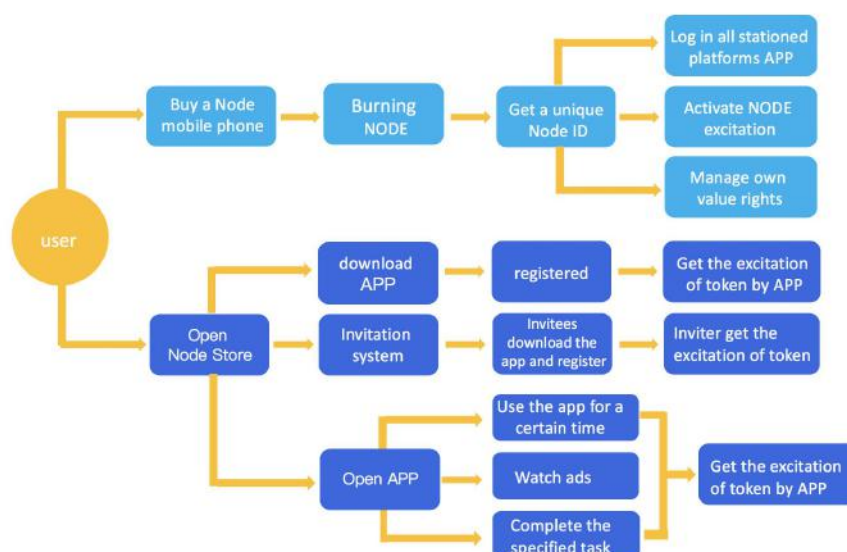 Log in all stationed
platforms APP
Buy a Node
mobile phone
Burning
NODE
Get a unique
Node ID
Activate NODE
excitation
Manage own
value rights
user
download
APP
registered
Get the excitation
of token by APP
Open
Node Store
Invitation
system
Invitees
download the
app and register
Inviter get the
excitation of token
Use the app for a
certain time
Open APP
Watch ads
Get the excitation
of token by APP
Complete the
specified task